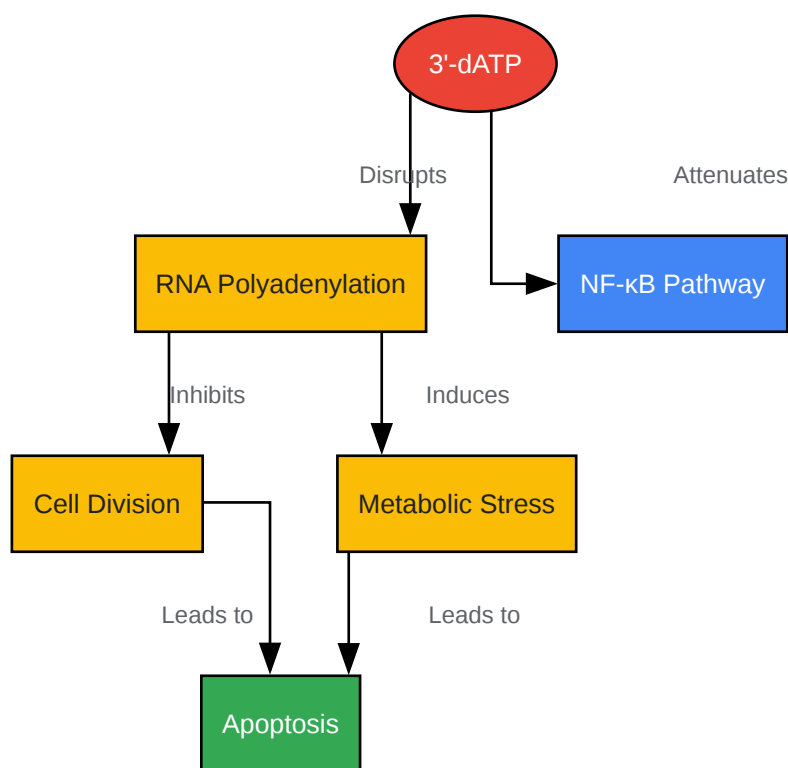 3'-dATP
Disrupts
Attenuates
RNA Polyadenylation
NF-κB Pathway
Inhibits
Induces
Cell Division
Metabolic Stress
Leads to
Leads to
Apoptosis